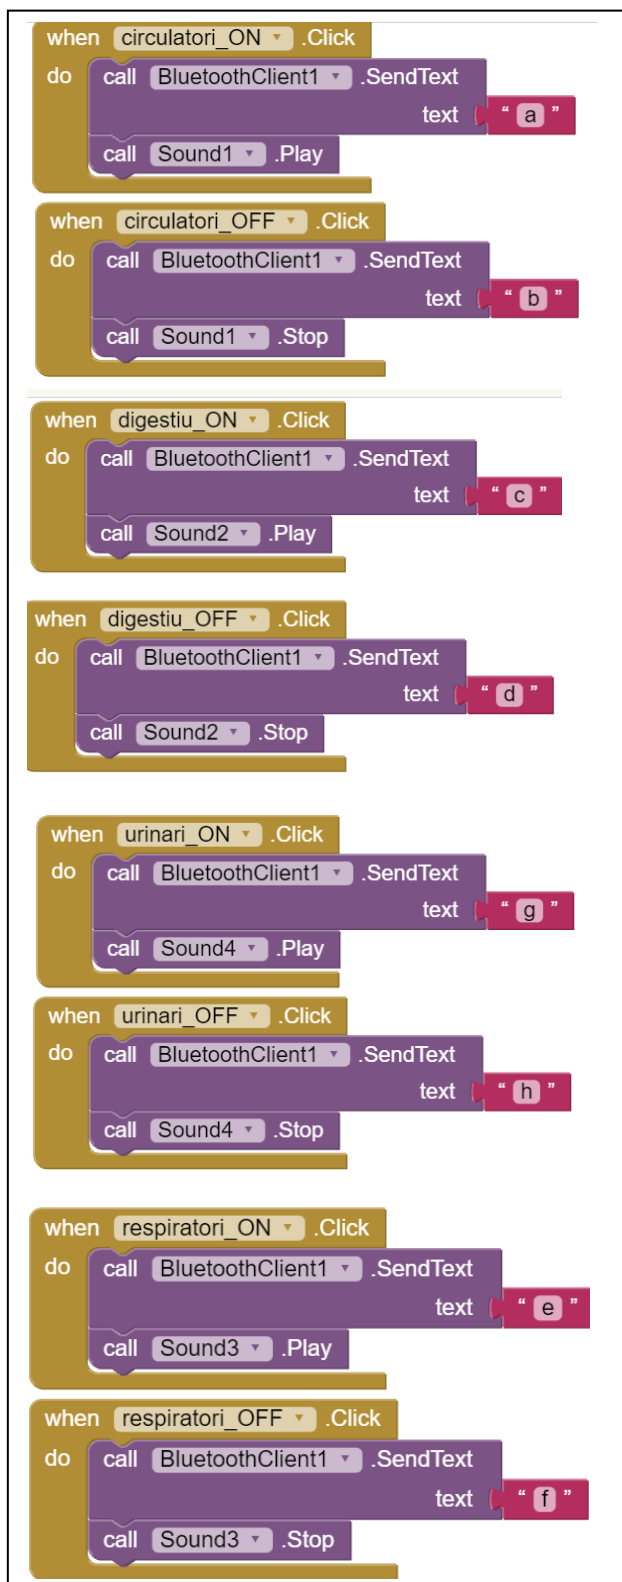 when circulatori_ON .Click
do call BluetoothClient1 .SendText
text “ a ”
call Sound1 .Play
when circulatori_OFF .Click
do call BluetoothClient1 .SendText
text “ b ”
call Sound1 .Stop
when digestiu_ON .Click
do call BluetoothClient1 .SendText
text “ c ”
call Sound2 .Play
when digestiu_OFF .Click
do call BluetoothClient1 .SendText
text “ d ”
call Sound2 .Stop
when urinari_ON .Click
do call BluetoothClient1 .SendText
text “ g ”
call Sound4 .Play
when urinari_OFF .Click
do call BluetoothClient1 .SendText
text “ h ”
call Sound4 .Stop
when respiratori_ON .Click
do call BluetoothClient1 .SendText
text “ e ”
call Sound3 .Play
when respiratori_OFF .Click
do call BluetoothClient1 .SendText
text “ f ”
call Sound3 .Stop